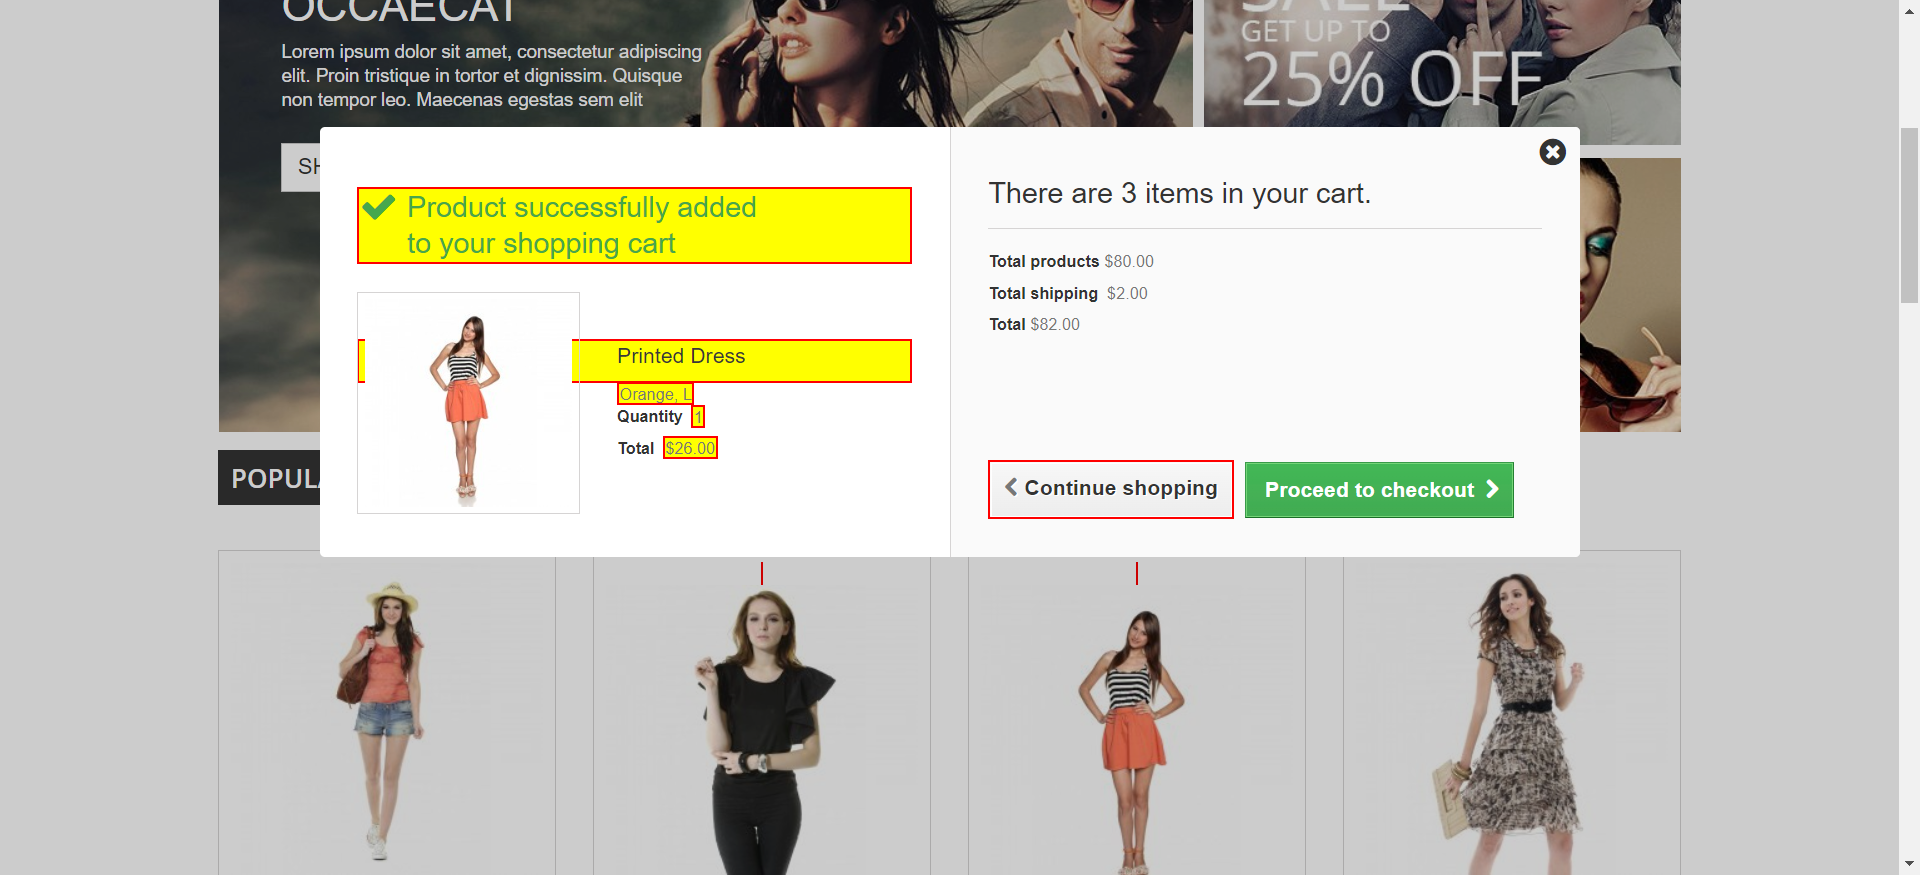 OCCAECAT
Lorem ipsum dolor sit amet, consectetur adipiscing
elit. Proin tristique in tortor et dignissim. Quisque
non tempor leo. Maecenas egestas sem elit
SALE
GET UP TO
25% OFF
Product successfully added
to your shopping cart
Printed Dress
Orange, L
Quantity 1
Total $26.00
There are 3 items in your cart.
Total products $80.00
Total shipping $2.00
Total $82.00
Continue shopping
Proceed to checkout